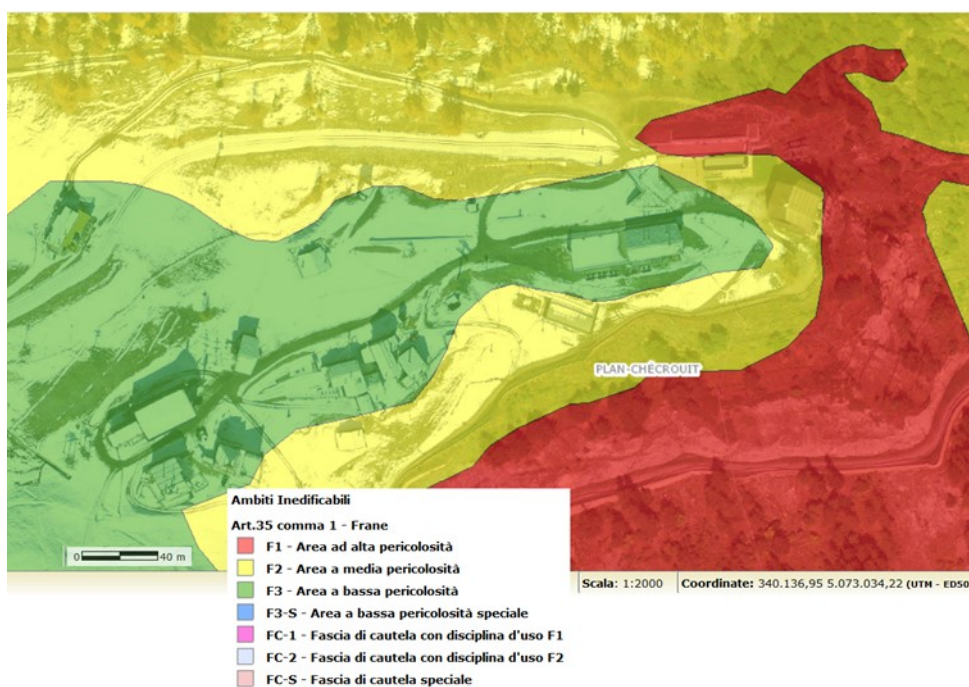 PLAN-CHÉCROUIT
Ambiti Inedificabili
Art.35 comma 1 - Frane
F1 - Area ad alta pericolosità
F2 - Area a media pericolosità
F3 - Area a bassa pericolosità
F3-S - Area a bassa pericolosità speciale
FC-1 - Fascia di cautela con disciplina d'uso F1
FC-2 - Fascia di cautela con disciplina d'uso F2
FC-S - Fascia di cautela speciale
0 40 m
Scala: 1:2000 Coordinate: 340.136,95 5.073.034,22 (UTM - ED50